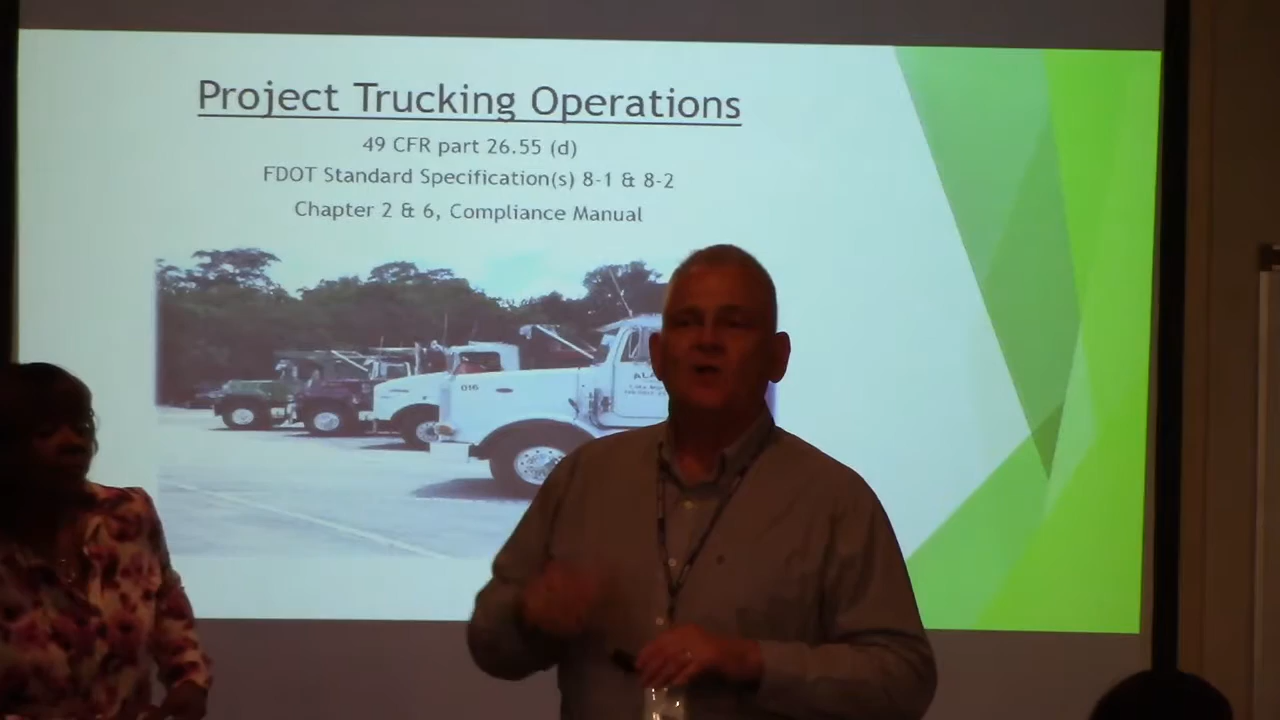 Project Trucking Operations
49 CFR part 26.55 (d)
FDOT Standard Specification(s) 8-1 & 8-2
Chapter 2 & 6, Compliance Manual
016